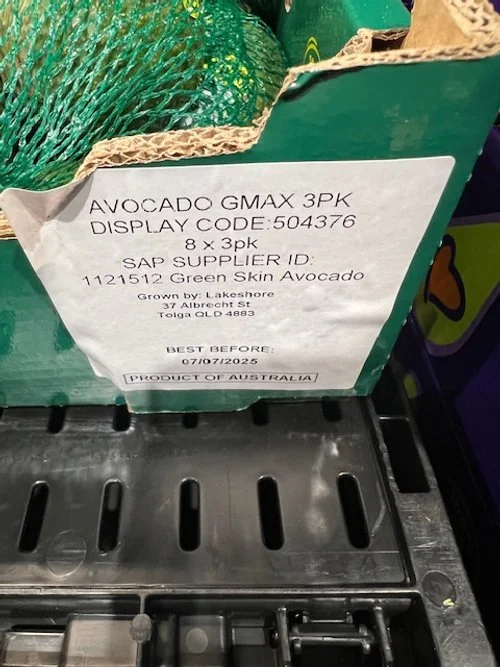 AVOCADO GMAX 3PK
DISPLAY CODE:504376
8 x 3pk
SAP SUPPLIER ID:
1121512 Green Skin Avocado
Grown by: Lakeshore
37 Albrecht St
Tolga QLD 4883
BEST BEFORE:
07/07/2025
PRODUCT OF AUSTRALIA